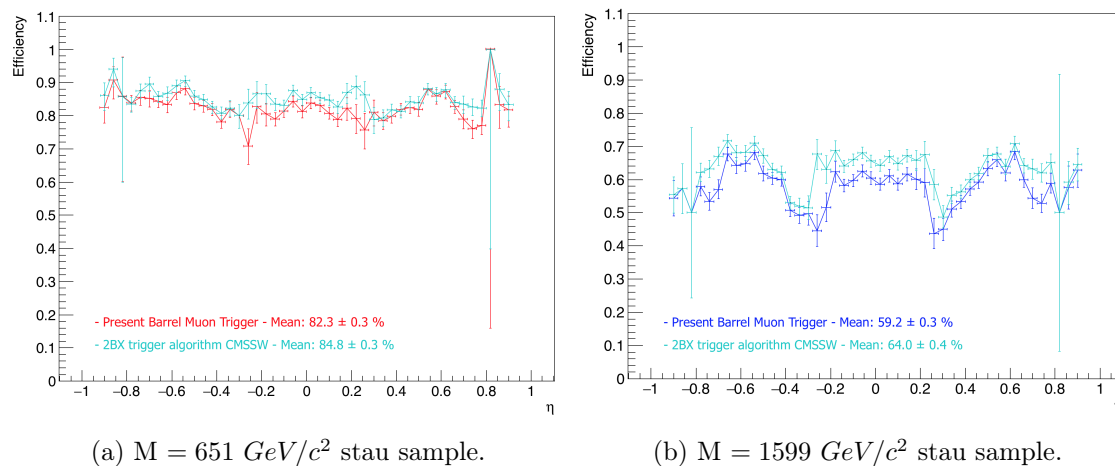 Efficiency
1.1
1
0.9
0.8
0.7
0.6
0.5
0.4
0.3
0.2
0.1
0
- Present Barrel Muon Trigger - Mean: 82.3 ± 0.3 %
- 2BX trigger algorithm CMSSW - Mean: 84.8 ± 0.3 %
−1 −0.8 −0.6 −0.4 −0.2 0 0.2 0.4 0.6 0.8 1
η
(a) M = 651 GeV/c² stau sample.
Efficiency
1.1
1
0.9
0.8
0.7
0.6
0.5
0.4
0.3
0.2
0.1
0
- Present Barrel Muon Trigger - Mean: 59.2 ± 0.3 %
- 2BX trigger algorithm CMSSW - Mean: 64.0 ± 0.4 %
−1 −0.8 −0.6 −0.4 −0.2 0 0.2 0.4 0.6 0.8 1
(b) M = 1599 GeV/c² stau sample.